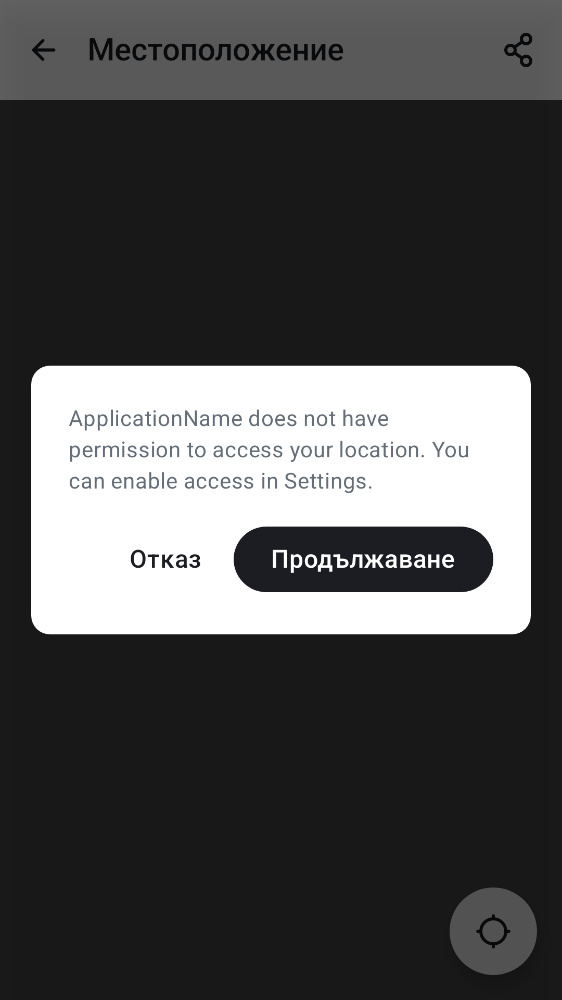 Местоположение
ApplicationName does not have
permission to access your location. You
can enable access in Settings.
Отказ
Продължаване